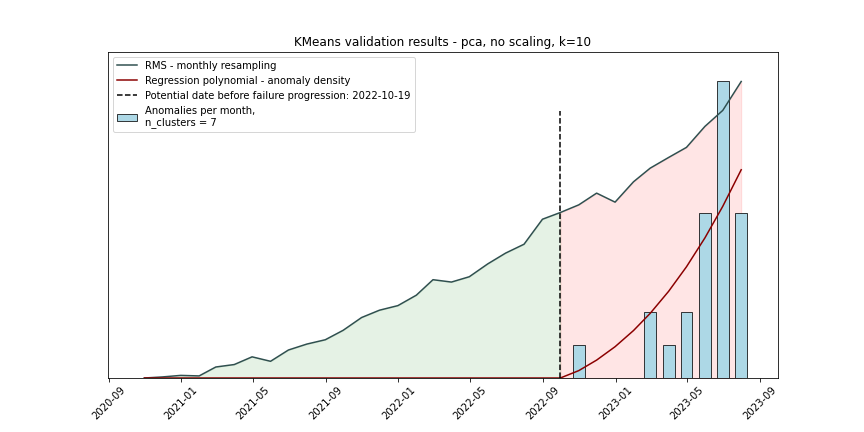 KMeans validation results - pca, no scaling, k=10
RMS - monthly resampling
Regression polynomial - anomaly density
Potential date before failure progression: 2022-10-19
Anomalies per month,
n_clusters = 7
2020-09
2021-01
2021-05
2021-09
2022-01
2022-05
2022-09
2023-01
2023-05
2023-09